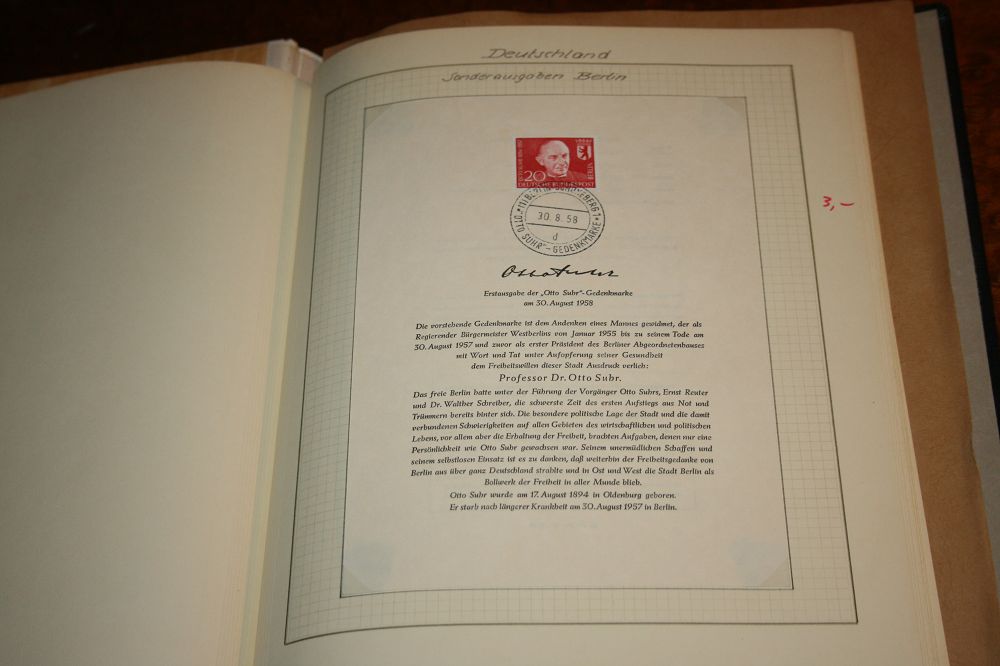 Deutschland
Sonderausgaben Berlin
20
BERLIN
DEUTSCHE BUNDESPOST
3,–
30.8.58
d
„OTTO SUHR"-GEDENKMARKE
Otto Suhr
Erstausgabe der „Otto Suhr"-Gedenkmarke
am 30. August 1958
Die vorstehende Gedenkmarke ist dem Andenken eines Mannes gewidmet, der als
Regierender Bürgermeister Westberlins von Januar 1955 bis zu seinem Tode am
30. August 1957 und zuvor als erster Präsident des Berliner Abgeordnetenhauses
mit Wort und Tat unter Aufopferung seiner Gesundheit
dem Freiheitswillen dieser Stadt Ausdruck verlieh:
Professor Dr. Otto Suhr.
Das freie Berlin hatte unter der Führung der Vorgänger Otto Suhrs, Ernst Reuter
und Dr. Walther Schreiber, die schwerste Zeit des ersten Aufstiegs aus Not und
Trümmern bereits hinter sich. Die besondere politische Lage der Stadt und die damit
verbundenen Schwierigkeiten auf allen Gebieten des wirtschaftlichen und politischen
Lebens, vor allem aber die Erhaltung der Freiheit, brachten Aufgaben, denen nur eine
Persönlichkeit wie Otto Suhr gewachsen war. Seinem unermüdlichen Schaffen und
seinem selbstlosen Einsatz ist es zu danken, daß weiterhin der Freiheitsgedanke von
Berlin aus über ganz Deutschland strahlte und in Ost und West die Stadt Berlin als
Bollwerk der Freiheit in aller Munde blieb.
Otto Suhr wurde am 17. August 1894 in Oldenburg geboren.
Er starb nach längerer Krankheit am 30. August 1957 in Berlin.